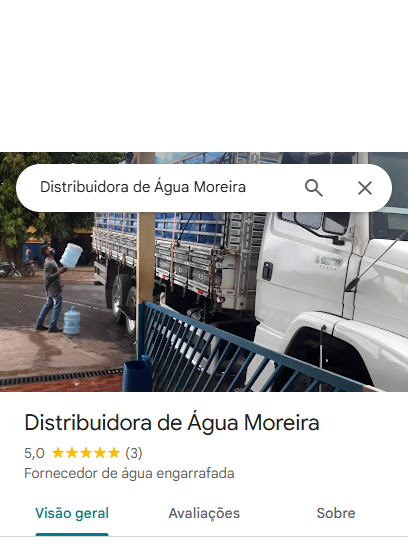 Distribuidora de Água Moreira
Distribuidora de Água Moreira
5,0 (3)
Fornecedor de água engarrafada
Visão geral
Avaliações
Sobre